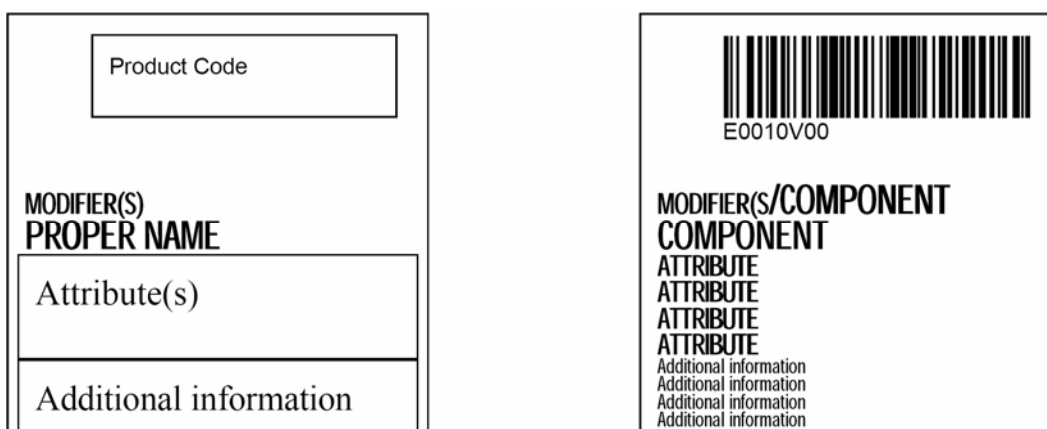 Product Code
MODIFIER(S)
PROPER NAME
Attribute(s)
Additional information
E0010V00
MODIFIER(S/COMPONENT
COMPONENT
ATTRIBUTE
ATTRIBUTE
ATTRIBUTE
ATTRIBUTE
Additional information
Additional information
Additional information
Additional information